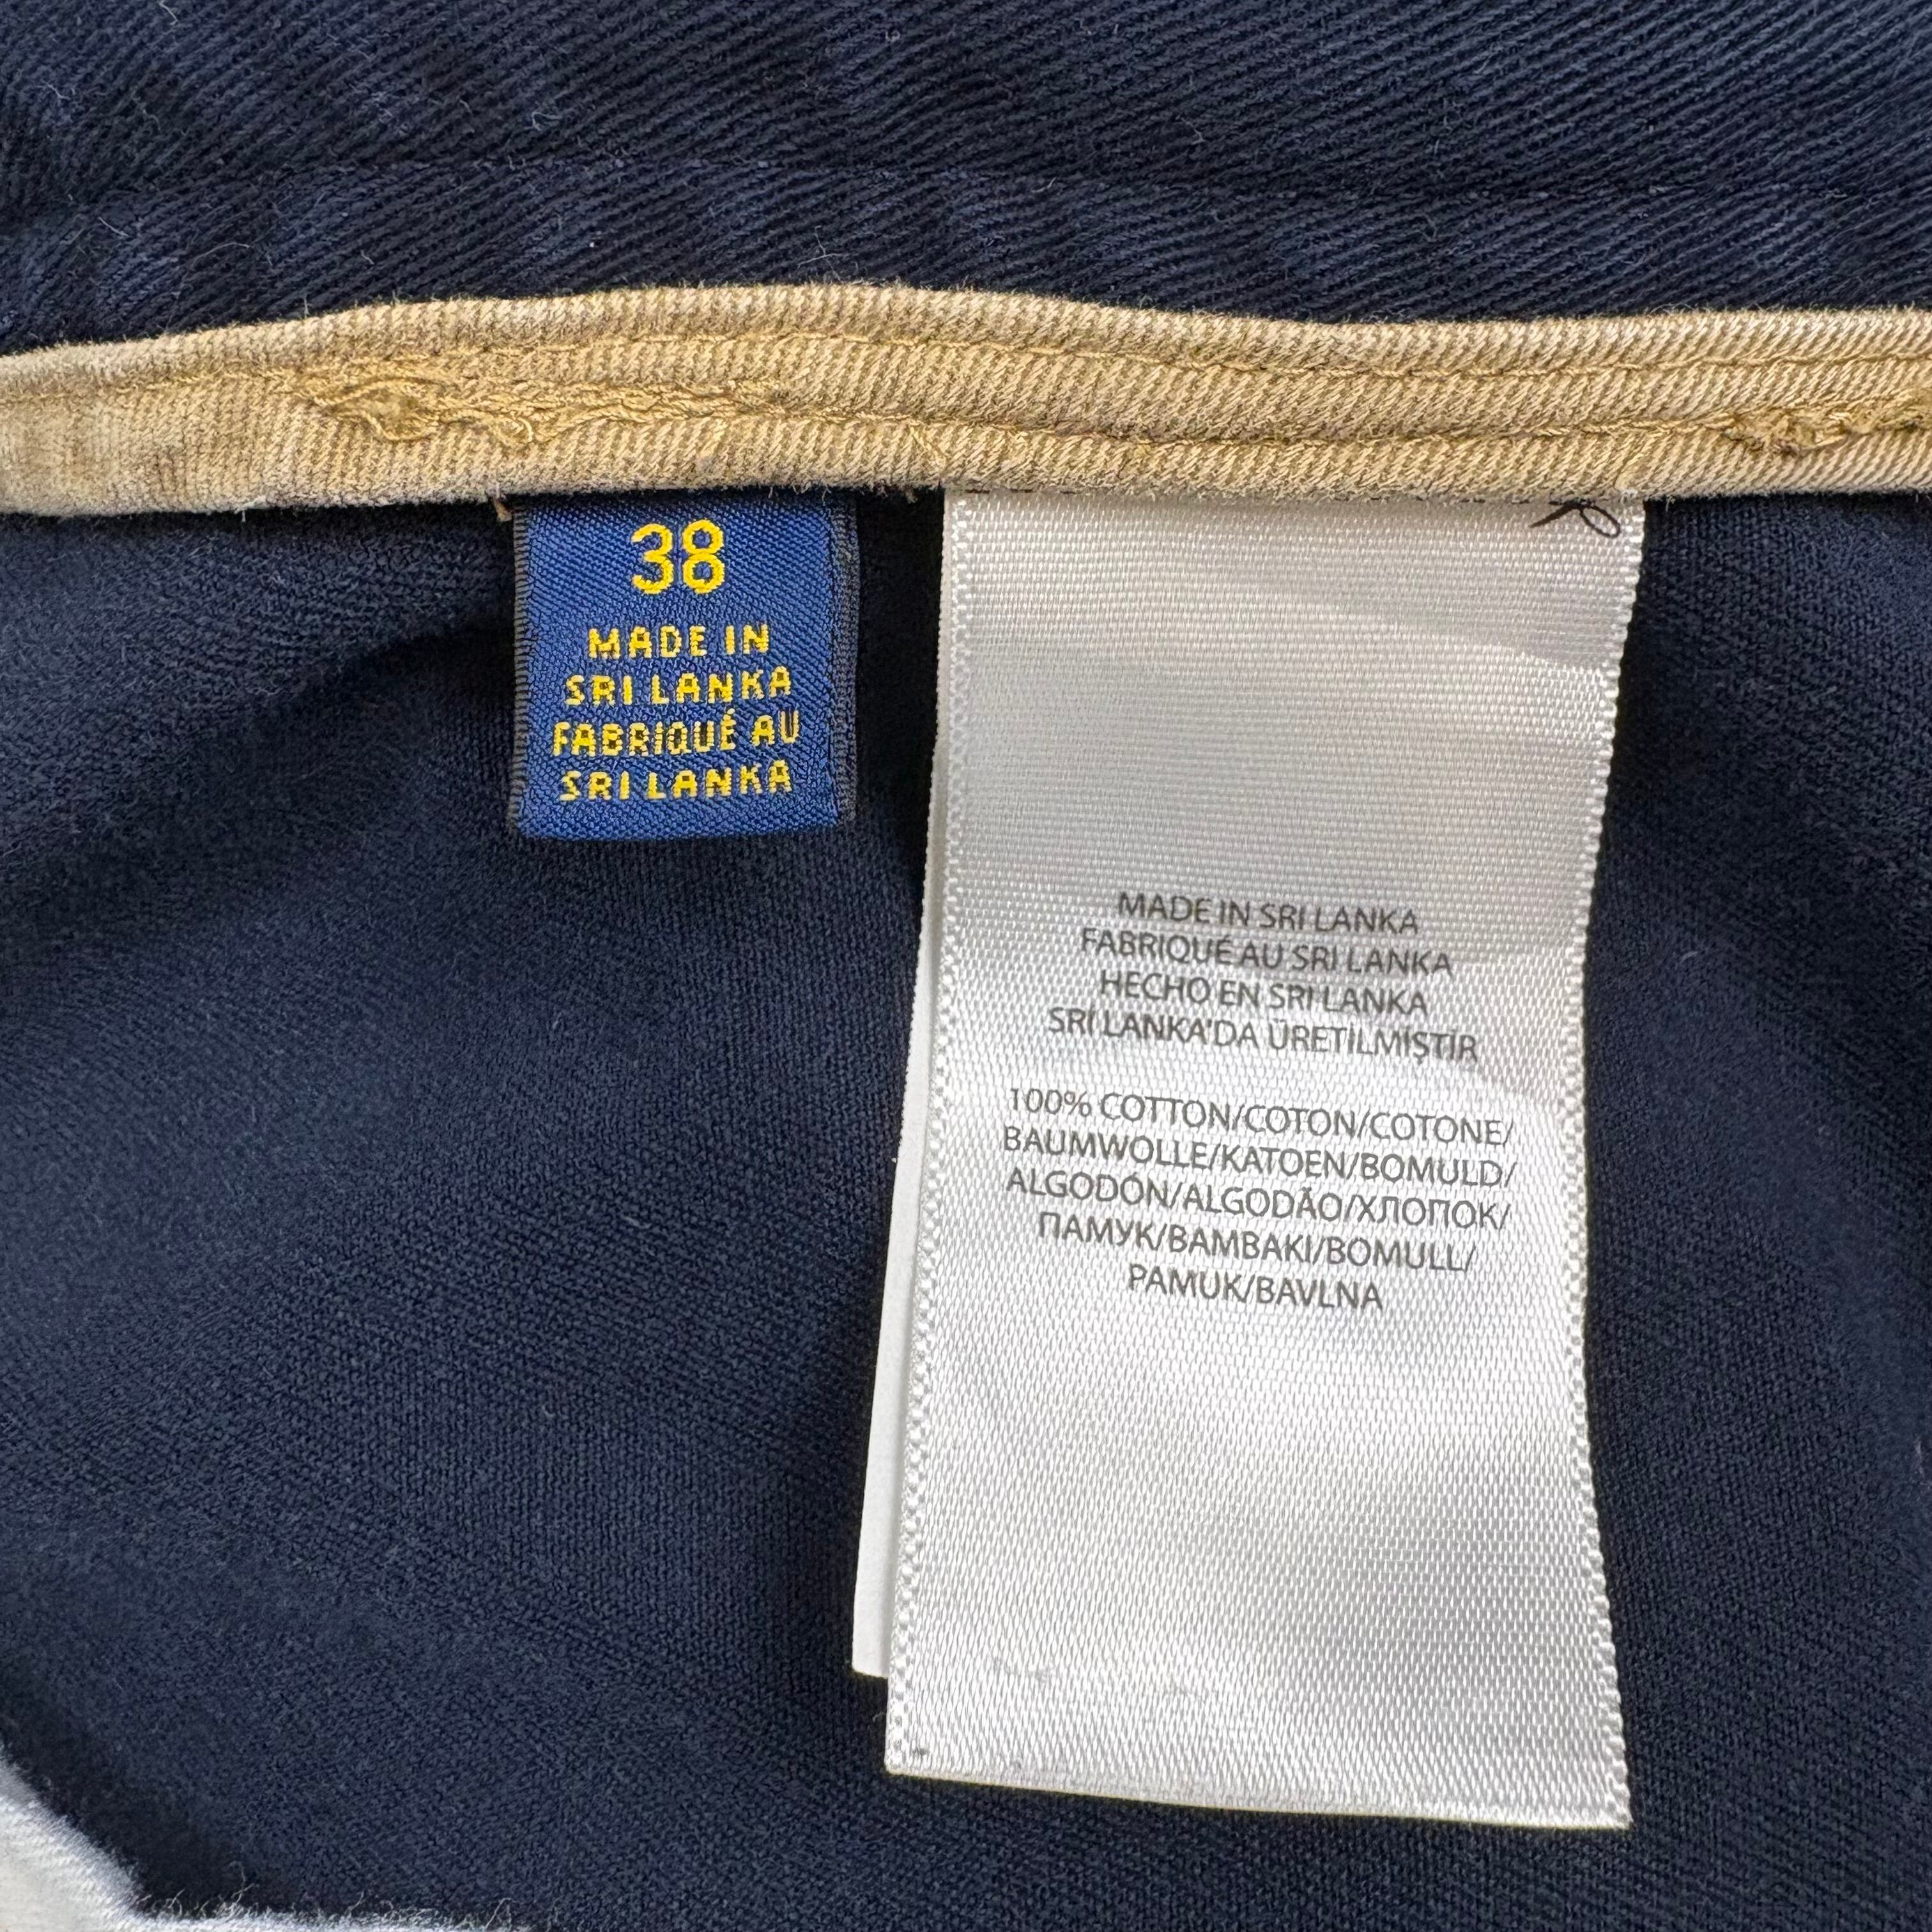 38
MADE IN
SRI LANKA
FABRIQUÉ AU
SRI LANKA
MADE IN SRI LANKA
FABRIQUÉ AU SRI LANKA
HECHO EN SRI LANKA
SRİ LANKA'DA ÜRETİLMİŞTİR
100% COTTON/COTON/COTONE/
BAUMWOLLE/KATOEN/BOMULD/
ALGODÓN/ALGODÃO/ХЛОПОК/
ПАМУК/BAMBAKI/BOMULL/
PAMUK/BAVLNA